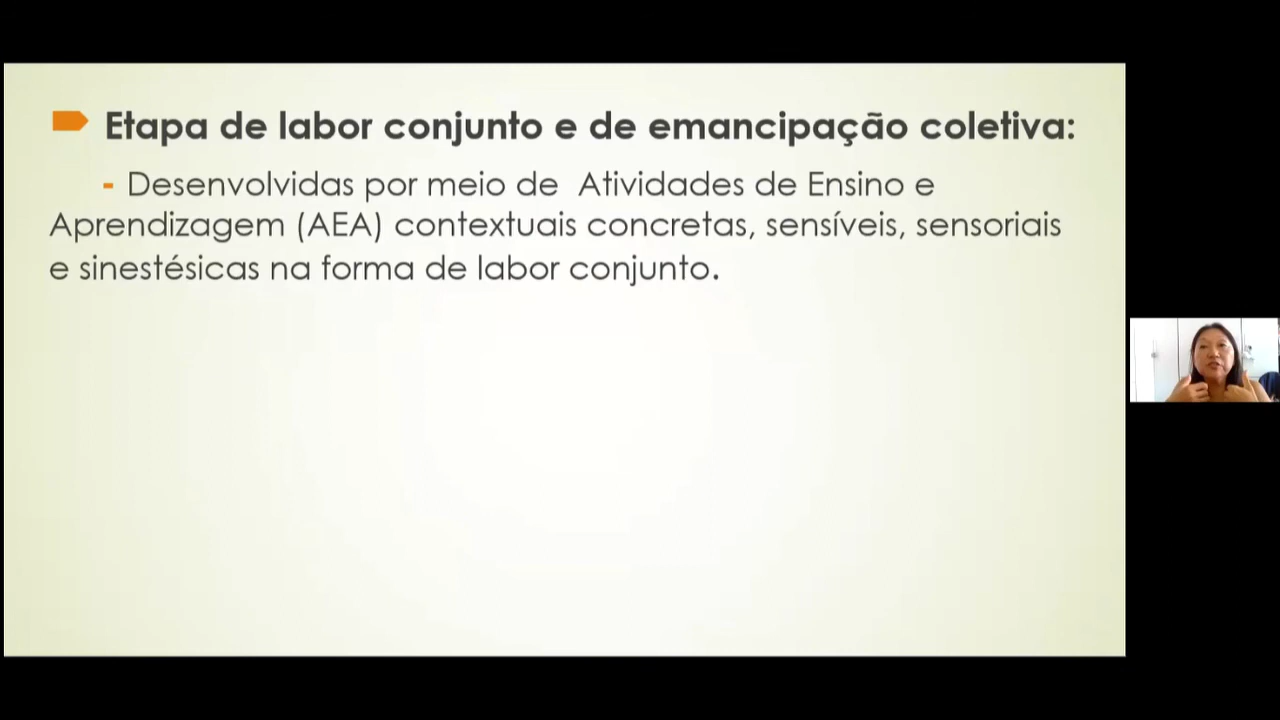 Etapa de labor conjunto e de emancipação coletiva:
- Desenvolvidas por meio de Atividades de Ensino e
Aprendizagem (AEA) contextuais concretas, sensíveis, sensoriais
e sinestésicas na forma de labor conjunto.